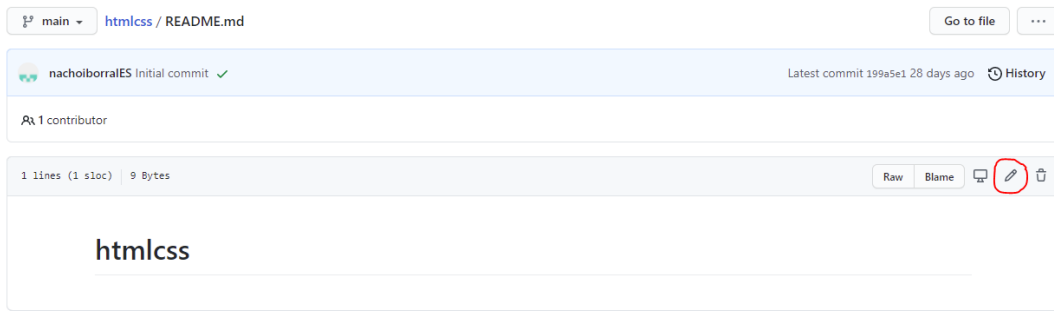 main htmlcss / README.md Go to file ...
nachoiborralES Initial commit Latest commit 199a5e1 28 days ago History
1 contributor
1 lines (1 sloc) 9 Bytes Raw Blame
htmlcss